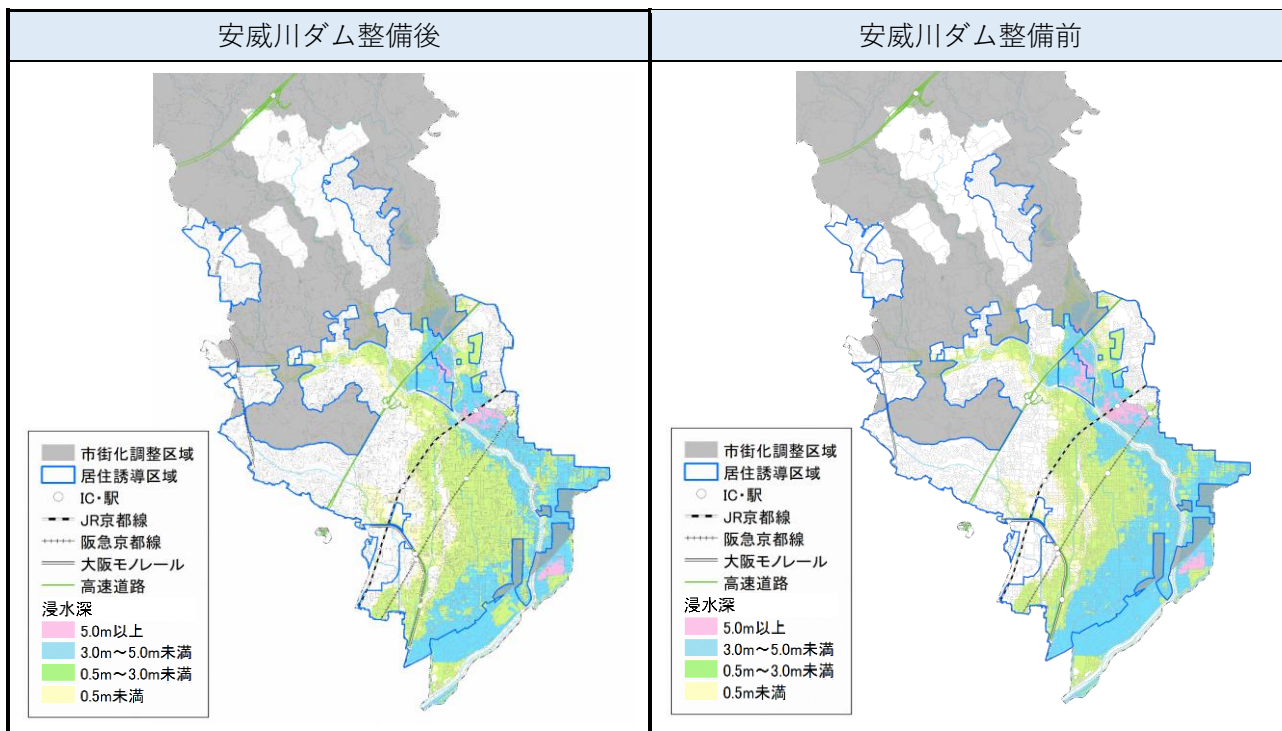 安威川ダム整備後
安威川ダム整備前
市街化調整区域
居住誘導区域
IC・駅
JR京都線
阪急京都線
大阪モノレール
高速道路
浸水深
5.0m以上
3.0m～5.0m未満
0.5m～3.0m未満
0.5m未満
市街化調整区域
居住誘導区域
IC・駅
JR京都線
阪急京都線
大阪モノレール
高速道路
浸水深
5.0m以上
3.0m～5.0m未満
0.5m～3.0m未満
0.5m未満